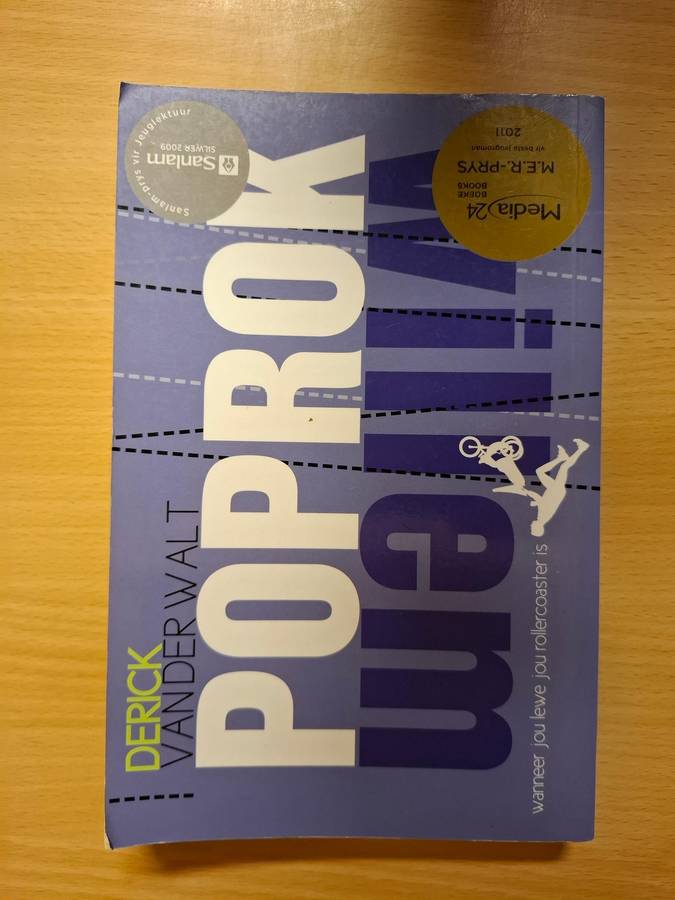 DERICK
VAN DER WALT
POPROK
willem
wanneer jou lewe jou rollercoaster is
Sanlam-prys vir Jeuglektuur
Sanlam
SILWER 2009
Media24
BOEKE
BOOKS
M.E.R.-PRYS
vir beste jeugroman
2011